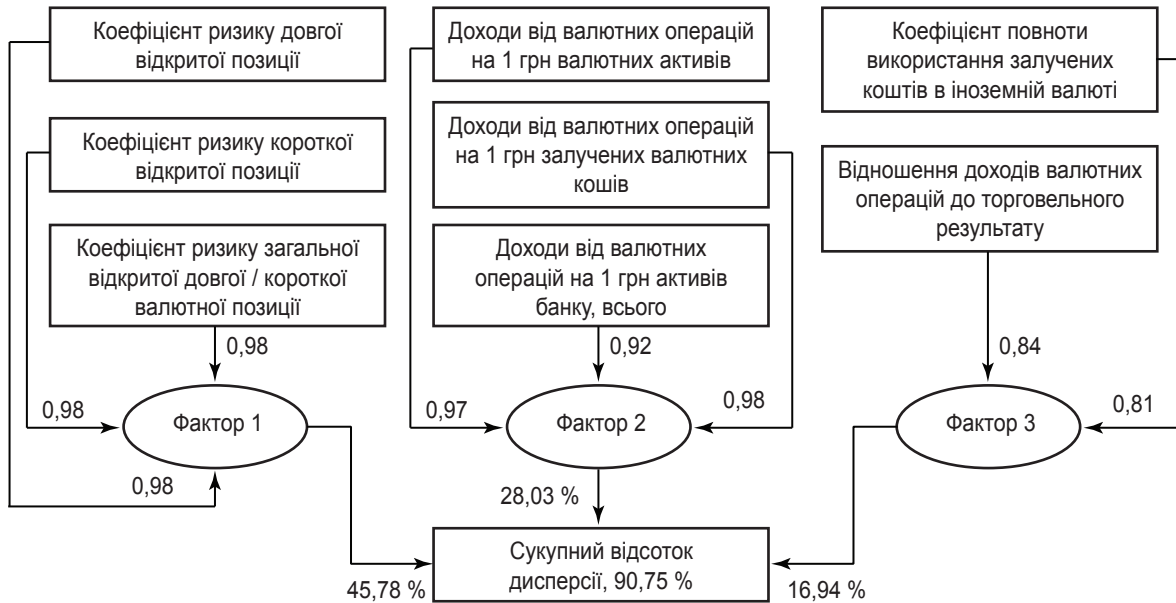 Коефіцієнт ризику довгої
відкритої позиції
Коефіцієнт ризику короткої
відкритої позиції
Коефіцієнт ризику загальної
відкритої довгої / короткої
валютної позиції
Доходи від валютних операцій
на 1 грн валютних активів
Доходи від валютних операцій
на 1 грн залучених валютних
кошів
Доходи від валютних
операцій на 1 грн активів
банку, всього
Коефіцієнт повноти
використання залучених
коштів в іноземній валюті
Відношення доходів валютних
операцій до торговельного
результату
0,98
0,92
0,84
0,98
Фактор 1
0,97
Фактор 2
0,98
Фактор 3
0,81
0,98
28,03 %
Сукупний відсоток
дисперсії, 90,75 %
45,78 %
16,94 %